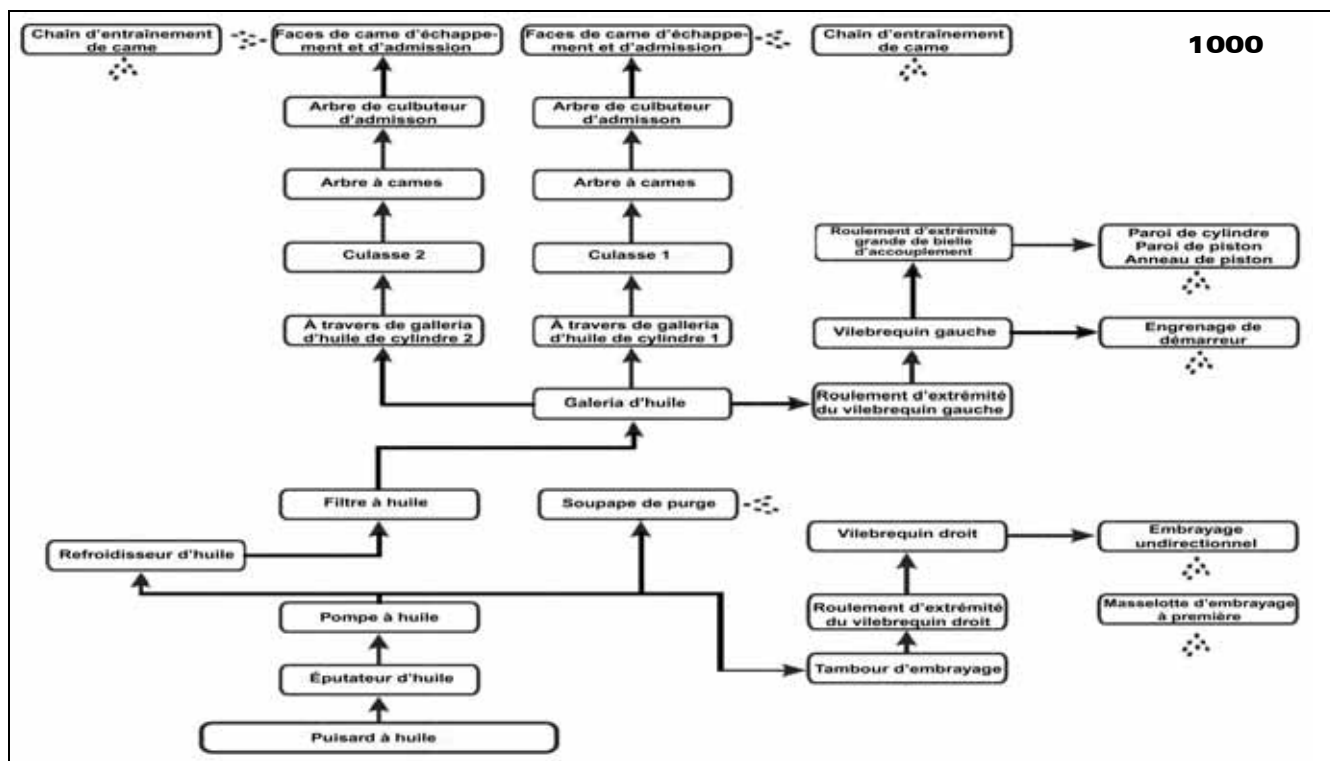 Chaîn d'entraînement
de came
Faces de came d'échappe-
ment et d'admission
Faces de came d'échappe-
ment et d'admission
Chaîn d'entraînement
de came
1000
Arbre de culbuteur
d'admisson
Arbre de culbuteur
d'admisson
Arbre à cames
Arbre à cames
Culasse 2
Culasse 1
Roulement d'extrémité
grande de bielle
d'accouplement
Paroi de cylindre
Paroi de piston
Anneau de piston
À travers de galleria
d'huile de cylindre 2
À travers de galleria
d'huile de cylindre 1
Vilebrequin gauche
Engrenage de
démarreur
Galeria d'huile
Roulement d'extrémité
du vilebrequin gauche
Filtre à huile
Soupape de purge
Refroidisseur d'huile
Vilebrequin droit
Embrayage
undirectionnel
Pompe à huile
Roulement d'extrémité
du vilebrequin droit
Masselotte d'embrayage
à première
Éputateur d'huile
Tambour d'embrayage
Puisard à huile